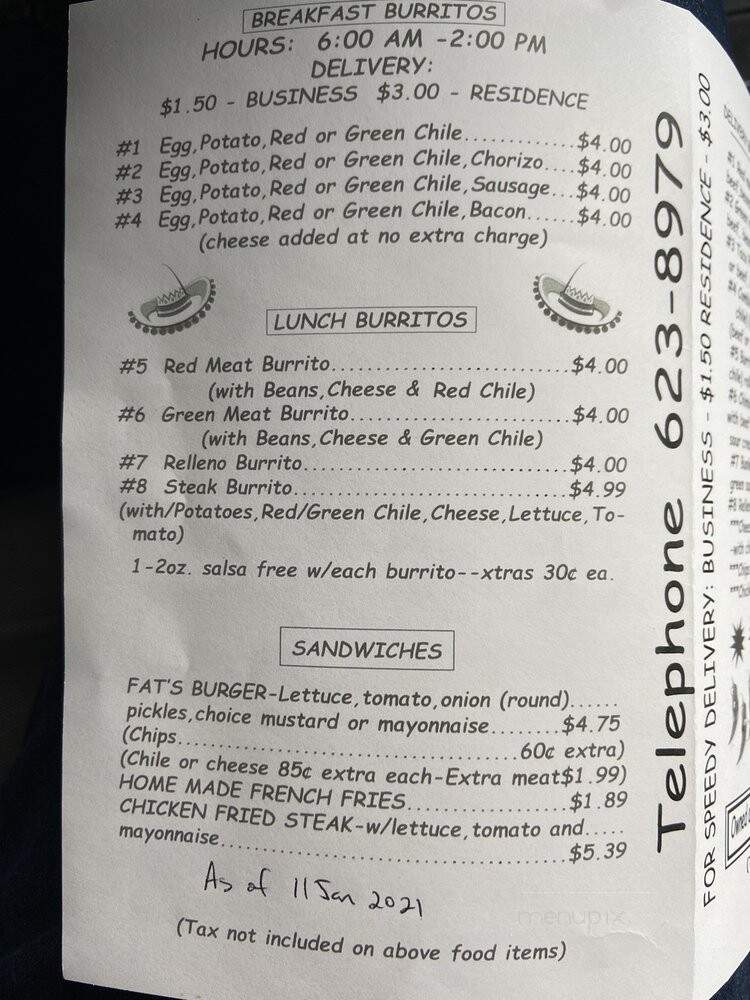 BREAKFAST BURRITOS
HOURS: 6:00 AM -2:00 PM
DELIVERY:
$1.50 - BUSINESS $3.00 - RESIDENCE
#1 Egg,Potato,Red or Green Chile............$4.00
#2 Egg,Potato,Red or Green Chile,Chorizo....$4.00
#3 Egg,Potato,Red or Green Chile,Sausage...$4.00
#4 Egg,Potato,Red or Green Chile,Bacon......$4.00
(cheese added at no extra charge)
LUNCH BURRITOS
#5 Red Meat Burrito..............................$4.00
(with Beans,Cheese & Red Chile)
#6 Green Meat Burrito...........................$4.00
(with Beans,Cheese & Green Chile)
#7 Relleno Burrito.................................$4.00
#8 Steak Burrito..................................$4.99
(with/Potatoes,Red/Green Chile,Cheese,Lettuce,To-
mato)
1-2oz. salsa free w/each burrito--xtras 30¢ ea.
SANDWICHES
FAT'S BURGER-Lettuce,tomato,onion (round)......
pickles,choice mustard or mayonnaise........$4.75
(Chips..........................................60¢ extra)
(Chile or cheese 85¢ extra each-Extra meat$1.99)
HOME MADE FRENCH FRIES...................$1.89
CHICKEN FRIED STEAK-w/lettuce,tomato and.....
mayonnaise..........................................$5.39
As of 11 Jan 2021
(Tax not included on above food items)
menupix
Telephone 623-8979
FOR SPEEDY DELIVERY: BUSINESS - $1.50 RESIDENCE - $3.00